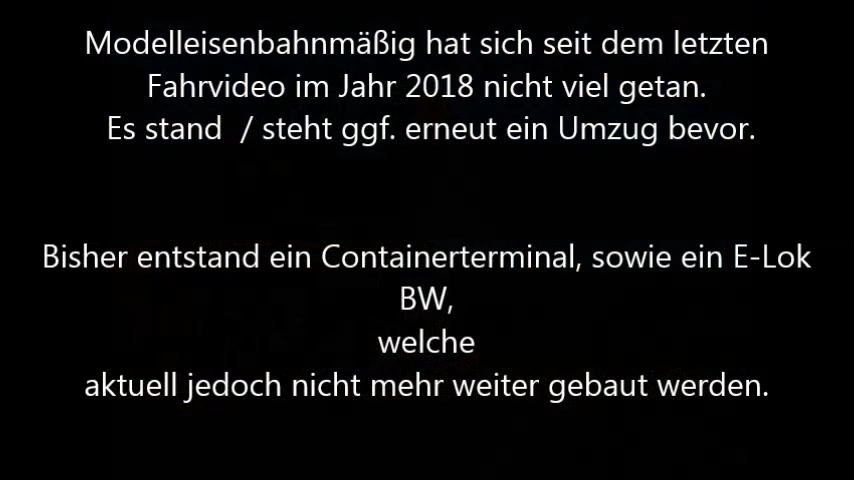 Modelleisenbahnmäßig hat sich seit dem letzten
Fahrvideo im Jahr 2018 nicht viel getan.
Es stand / steht ggf. erneut ein Umzug bevor.
Bisher entstand ein Containerterminal, sowie ein E-Lok
BW,
welche
aktuell jedoch nicht mehr weiter gebaut werden.